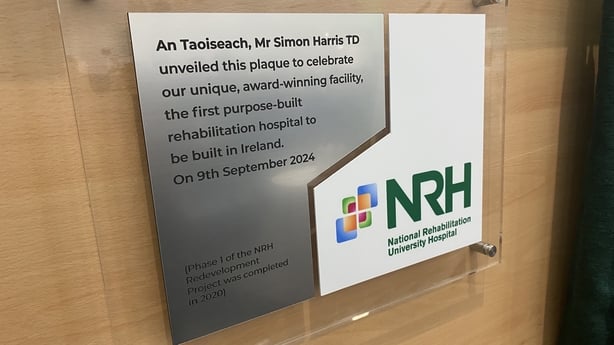 An Taoiseach, Mr Simon Harris TD
unveiled this plaque to celebrate
our unique, award-winning facility,
the first purpose-built
rehabilitation hospital to
be built in Ireland.
On 9th September 2024
(Phase 1 of the NRH
Redevelopment
Project was completed
in 2020)
NRH
National Rehabilitation
University Hospital